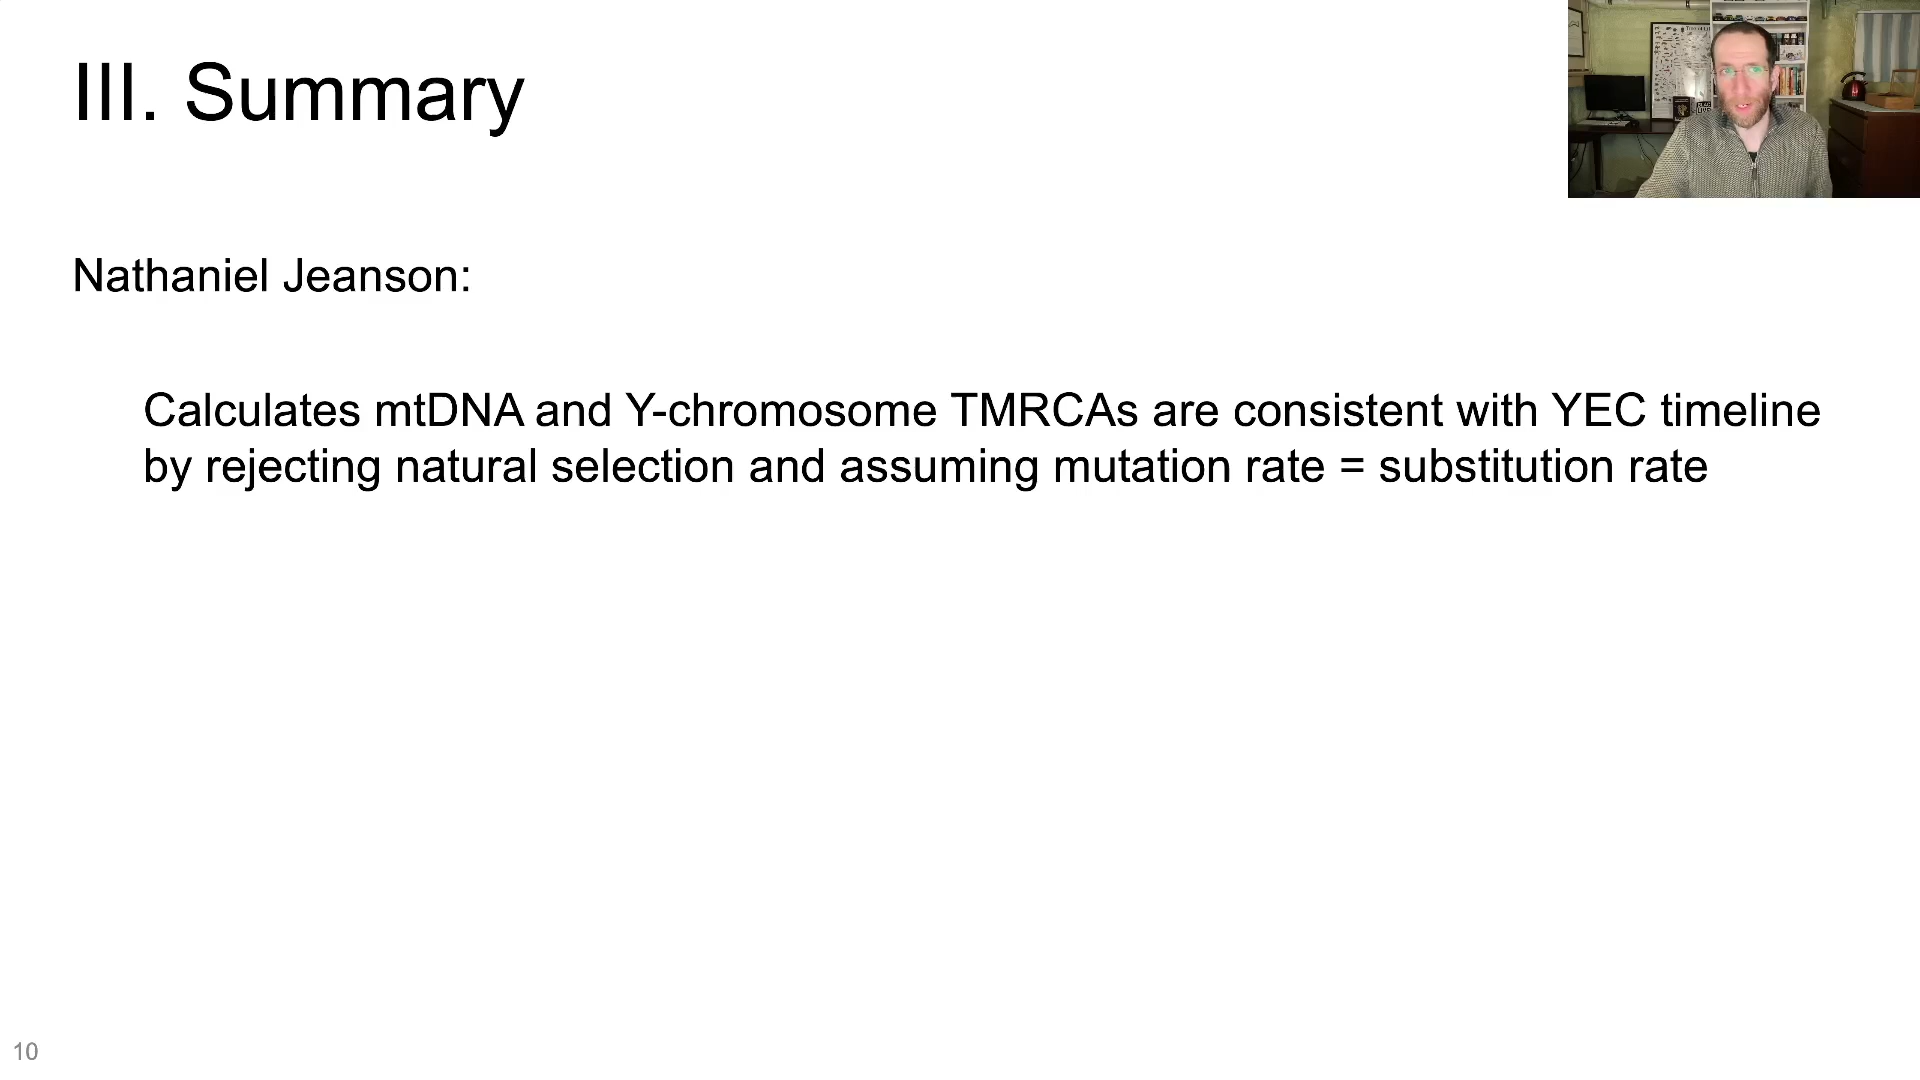 III. Summary
Nathaniel Jeanson:
Calculates mtDNA and Y-chromosome TMRCAs are consistent with YEC timeline
by rejecting natural selection and assuming mutation rate = substitution rate
10